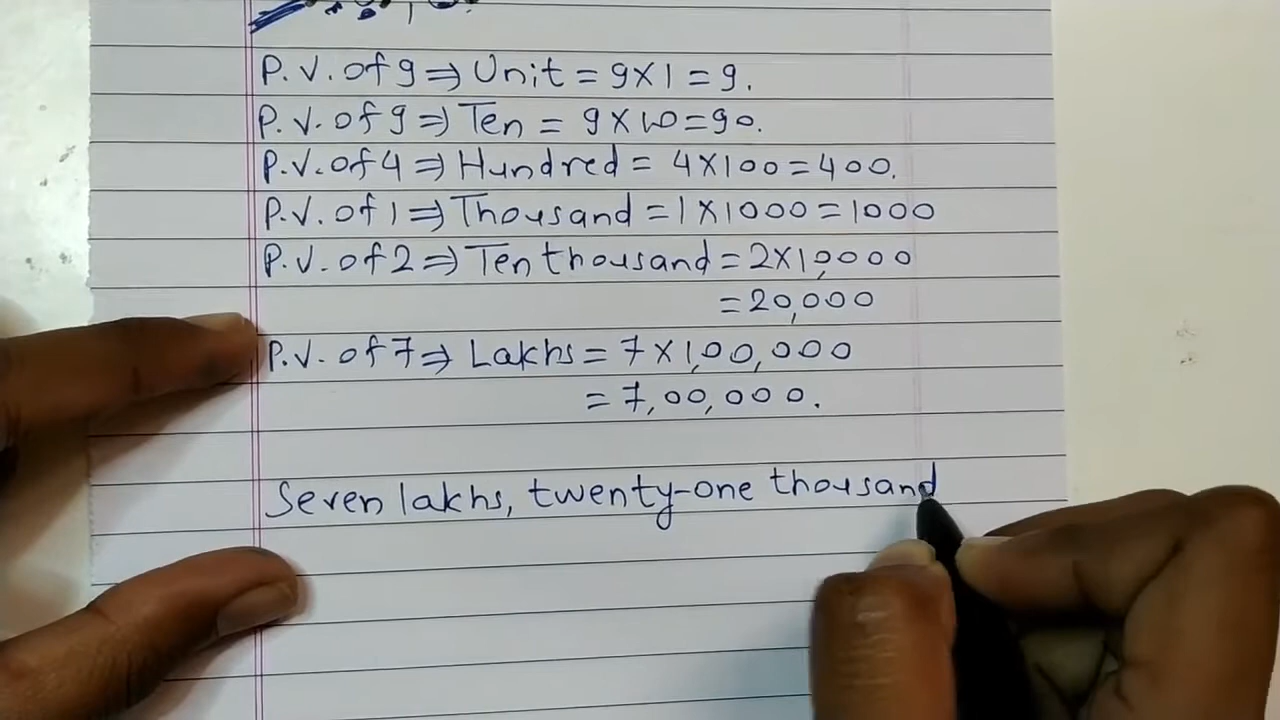 P.V. of 9 ⇒ Unit = 9×1 = 9.
P.V. of 9 ⇒ Ten = 9×10=90.
P.V. of 4 ⇒ Hundred = 4×100=400.
P.V. of 1 ⇒ Thousand = 1×1000=1000
P.V. of 2 ⇒ Ten thousand = 2×10,000
= 20,000
P.V. of 7 ⇒ Lakhs = 7×1,00,000
= 7,00,000.
Seven lakhs, twenty-one thousand